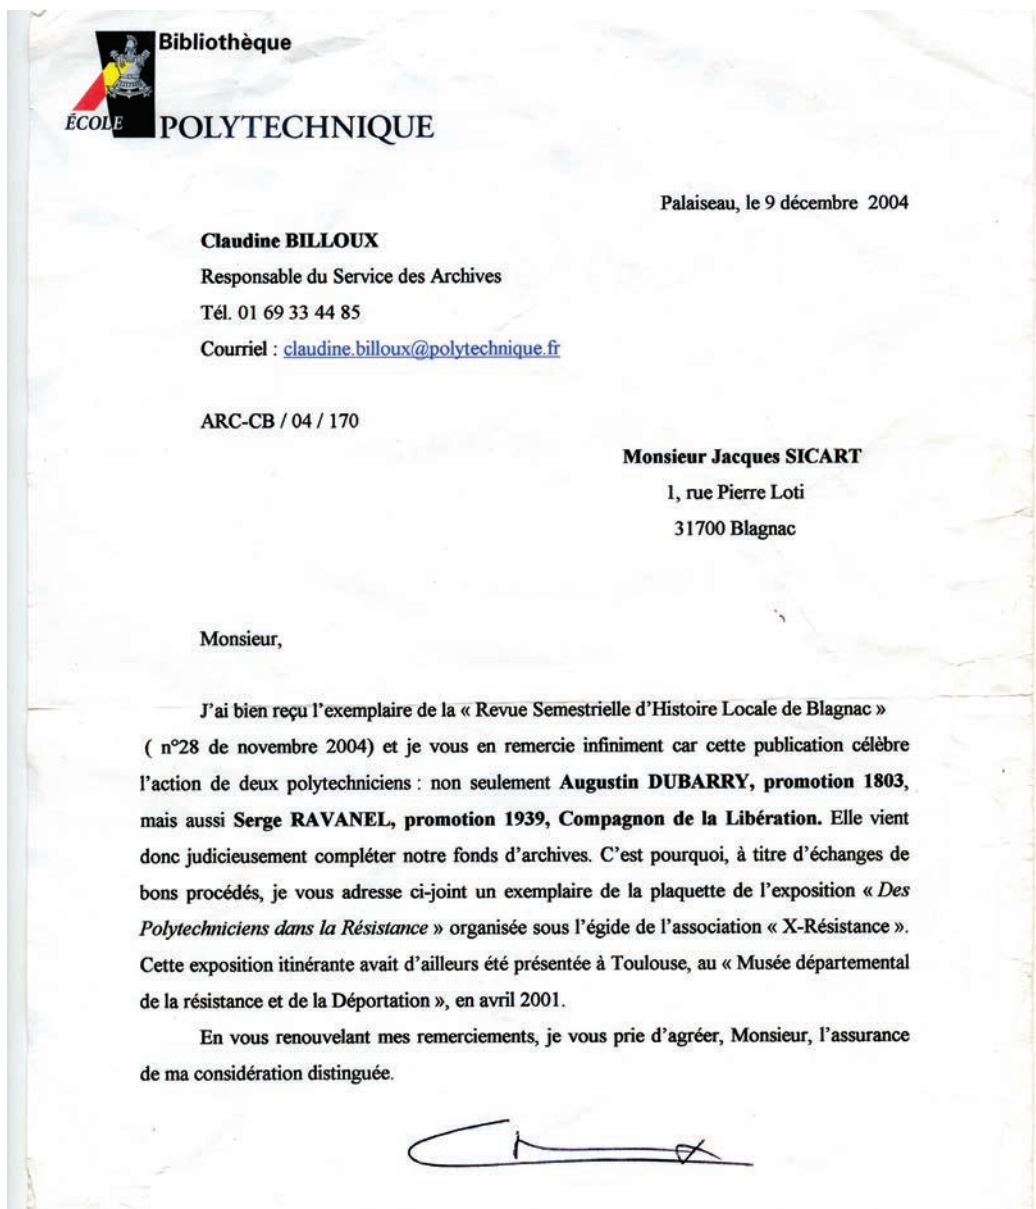 Bibliothèque
ÉCOLE
POLYTECHNIQUE
Palaiseau, le 9 décembre 2004
Claudine BILLOUX
Responsable du Service des Archives
Tél. 01 69 33 44 85
Courriel : claudine.billoux@polytechnique.fr
ARC-CB / 04 / 170
Monsieur Jacques SICART
1, rue Pierre Loti
31700 Blagnac
Monsieur,
J’ai bien reçu l’exemplaire de la « Revue Semestrielle d’Histoire Locale de Blagnac »
( n°28 de novembre 2004) et je vous en remercie infiniment car cette publication célèbre
l’action de deux polytechniciens : non seulement Augustin DUBARRY, promotion 1803,
mais aussi Serge RAVANEL, promotion 1939, Compagnon de la Libération. Elle vient
donc judicieusement compléter notre fonds d’archives. C’est pourquoi, à titre d’échanges de
bons procédés, je vous adresse ci-joint un exemplaire de la plaquette de l’exposition « Des
Polytechniciens dans la Résistance » organisée sous l’égide de l’association « X-Résistance ».
Cette exposition itinérante avait d’ailleurs été présentée à Toulouse, au « Musée départemental
de la résistance et de la Déportation », en avril 2001.
En vous renouvelant mes remerciements, je vous prie d’agréer, Monsieur, l’assurance
de ma considération distinguée.